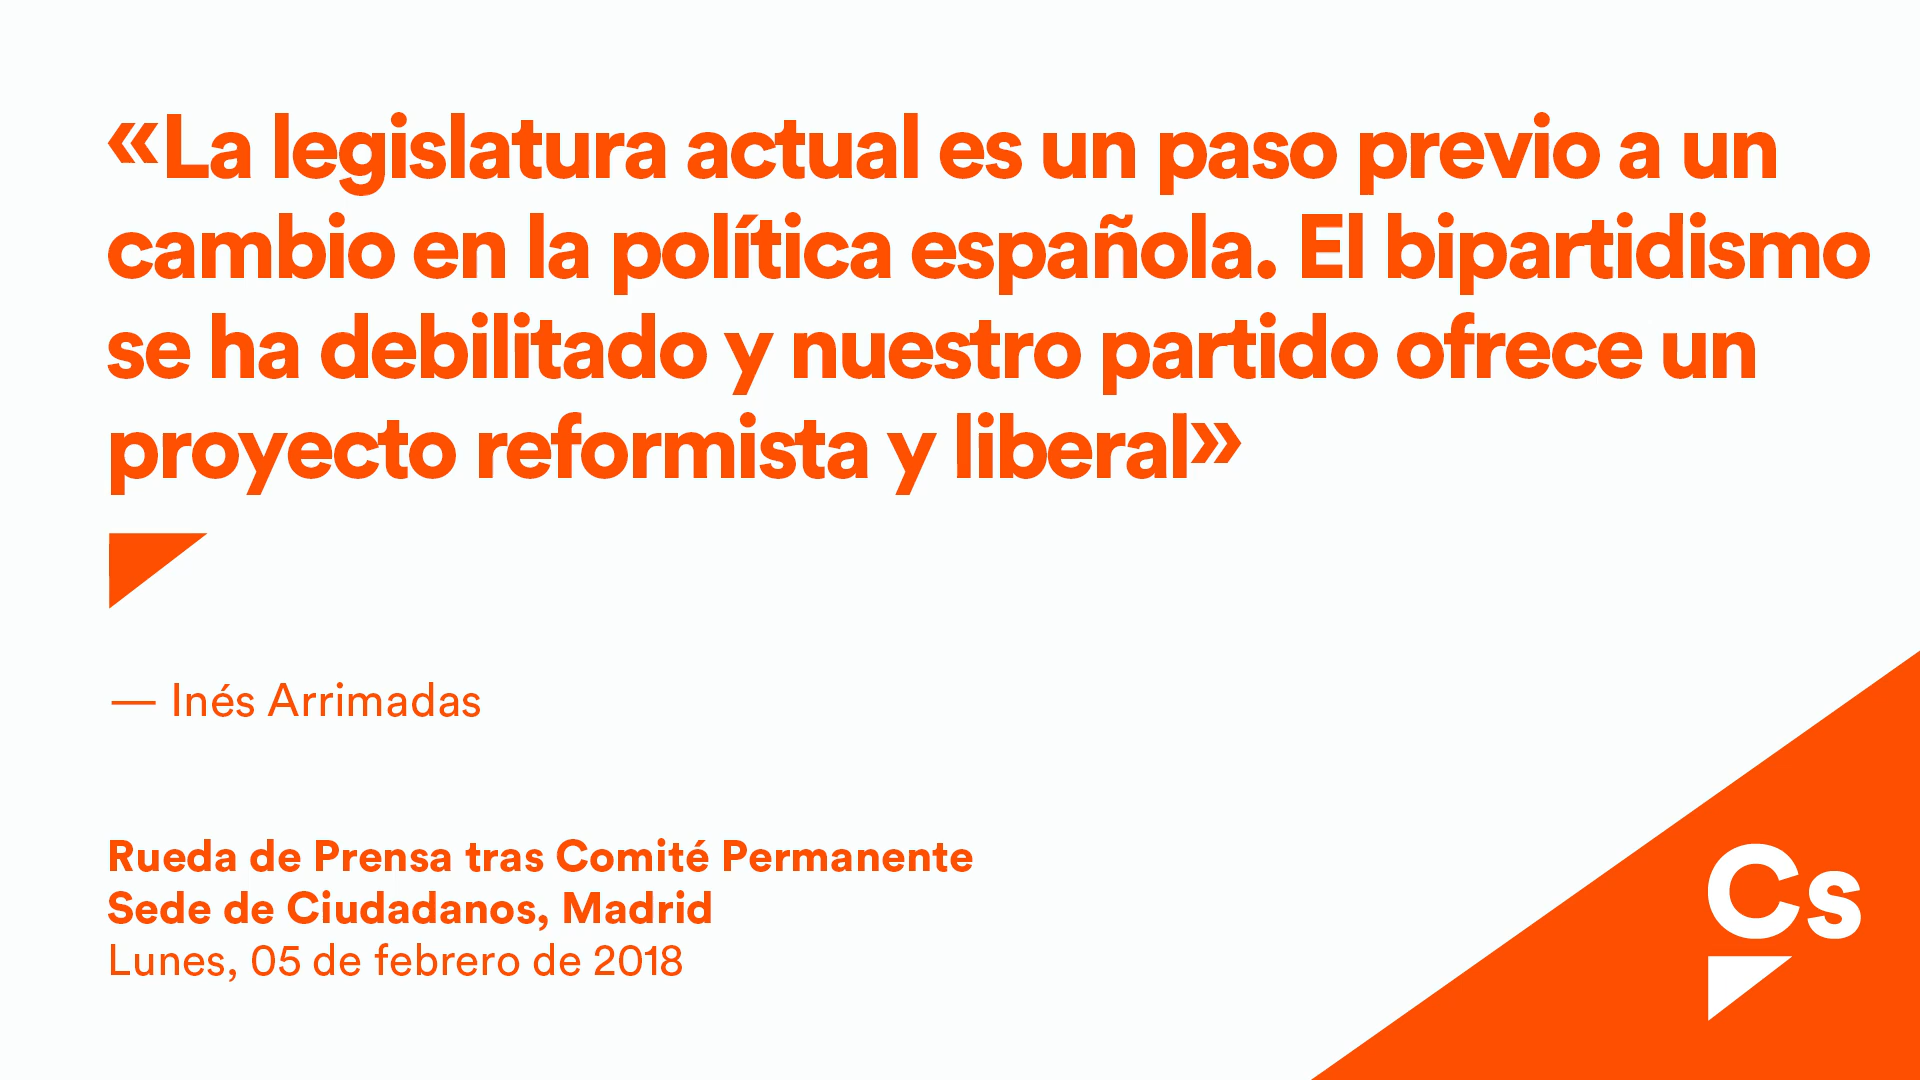 «La legislatura actual es un paso previo a un
cambio en la política española. El bipartidismo
se ha debilitado y nuestro partido ofrece un
proyecto reformista y liberal»
— Inés Arrimadas
Rueda de Prensa tras Comité Permanente
Sede de Ciudadanos, Madrid
Lunes, 05 de febrero de 2018
Cs